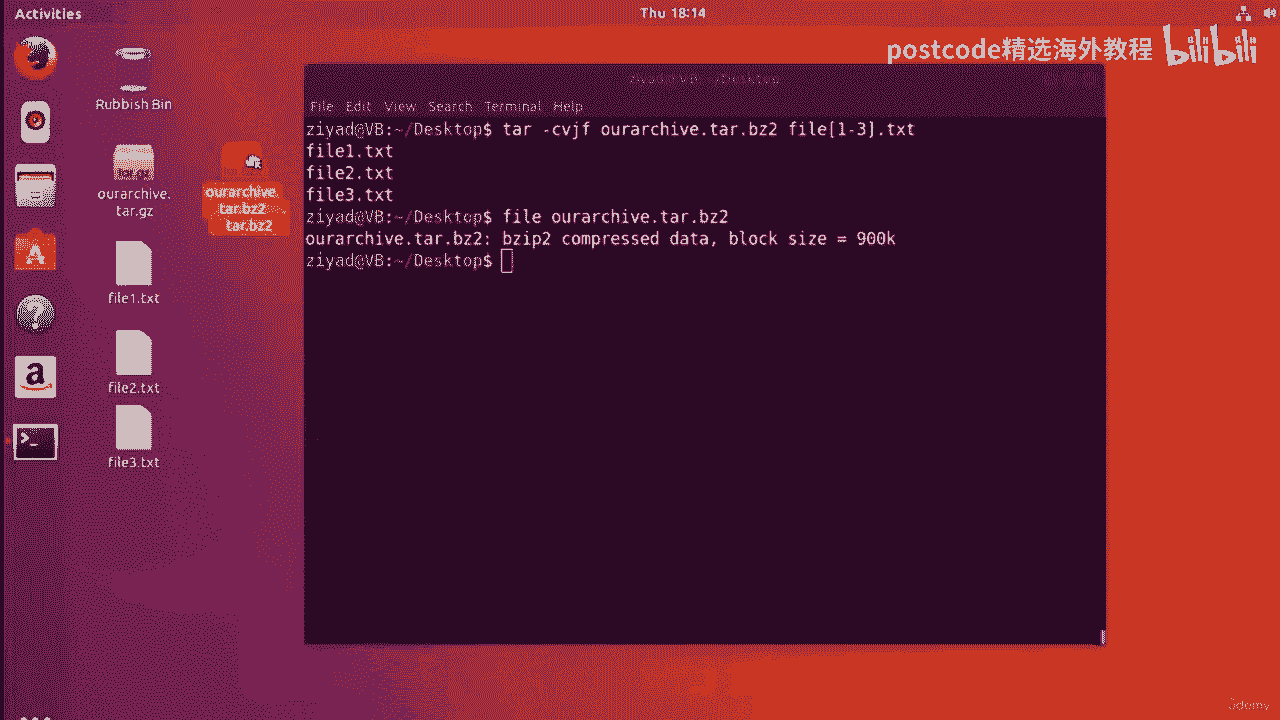 Activities
Thu 18:14
postcode精选海外教程 bilibili
Rubbish Bin
ourarchive.
tar.gz
ourarchive.
tar.bz2
tar.bz2
file1.txt
file2.txt
file3.txt
ziyad@VB: ~/Desktop
File Edit View Search Terminal Help
ziyad@VB:~/Desktop$ tar -cvjf ourarchive.tar.bz2 file[1-3].txt
file1.txt
file2.txt
file3.txt
ziyad@VB:~/Desktop$ file ourarchive.tar.bz2
ourarchive.tar.bz2: bzip2 compressed data, block size = 900k
ziyad@VB:~/Desktop$
ûdemy